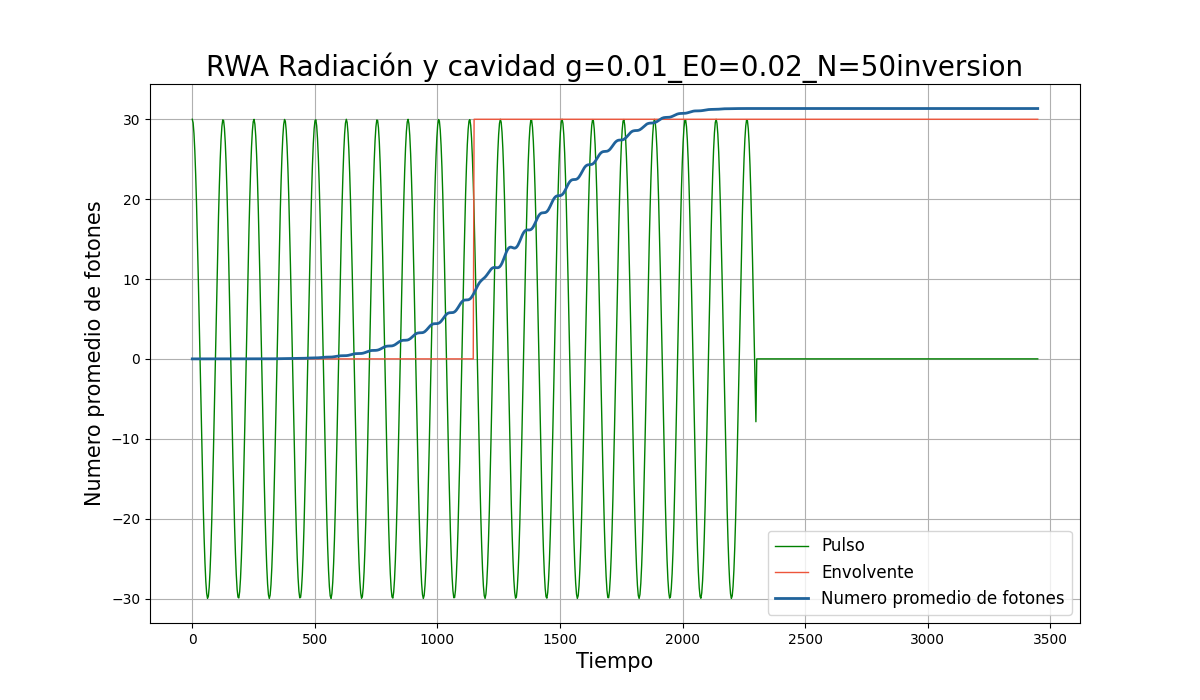 RWA Radiación y cavidad g=0.01_E0=0.02_N=50inversion
Numero promedio de fotones
30
20
10
0
−10
−20
−30
Pulso
Envolvente
Numero promedio de fotones
0 500 1000 1500 2000 2500 3000 3500
Tiempo